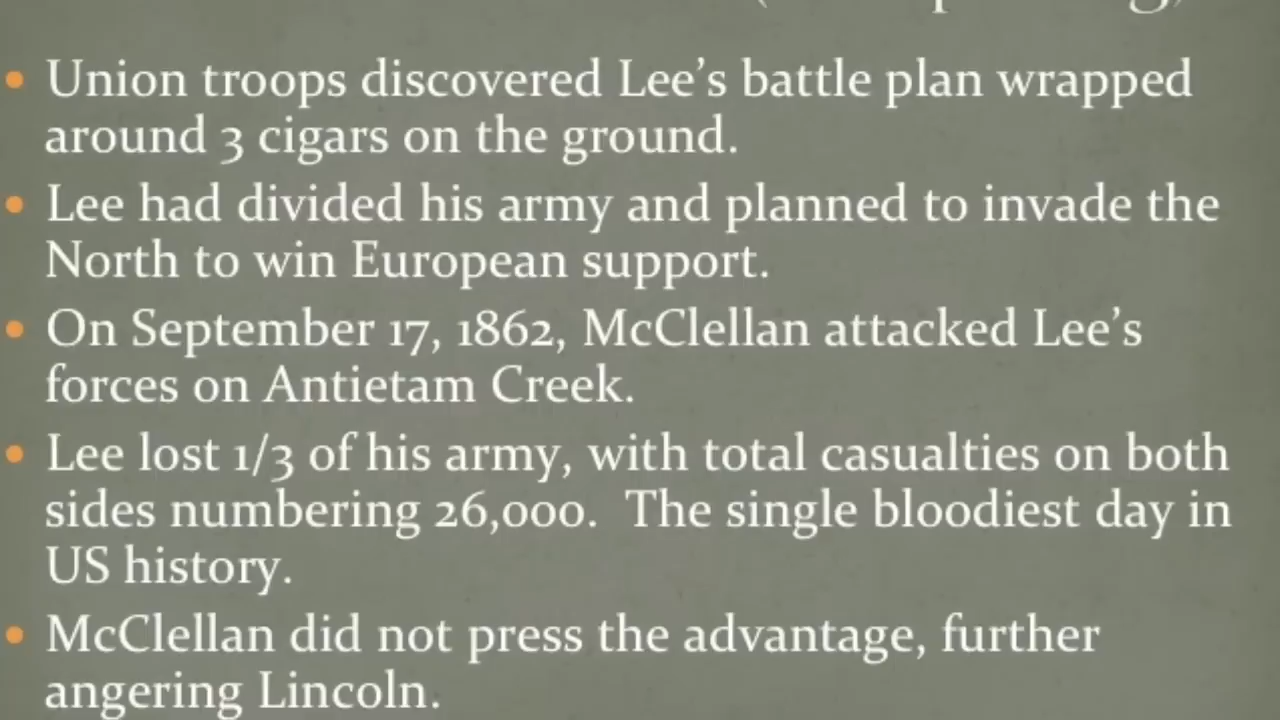 • Union troops discovered Lee’s battle plan wrapped
around 3 cigars on the ground.
• Lee had divided his army and planned to invade the
North to win European support.
• On September 17, 1862, McClellan attacked Lee’s
forces on Antietam Creek.
• Lee lost 1/3 of his army, with total casualties on both
sides numbering 26,000.  The single bloodiest day in
US history.
• McClellan did not press the advantage, further
angering Lincoln.